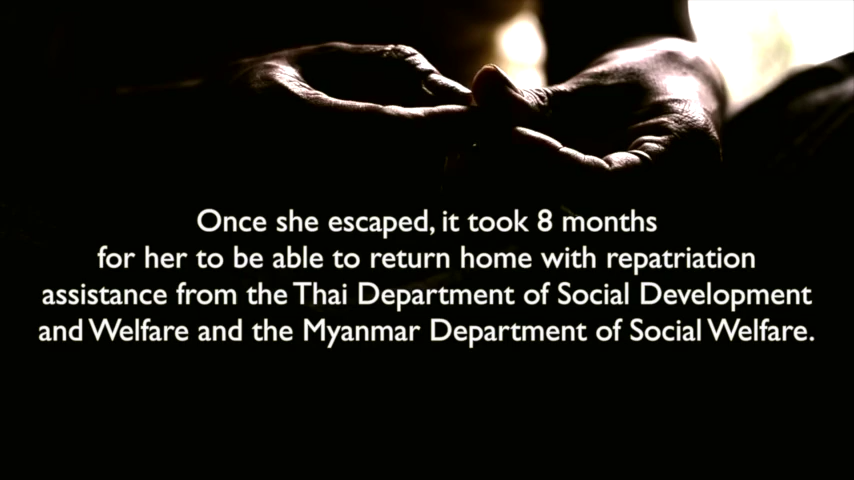 Once she escaped, it took 8 months
for her to be able to return home with repatriation
assistance from the Thai Department of Social Development
and Welfare and the Myanmar Department of Social Welfare.